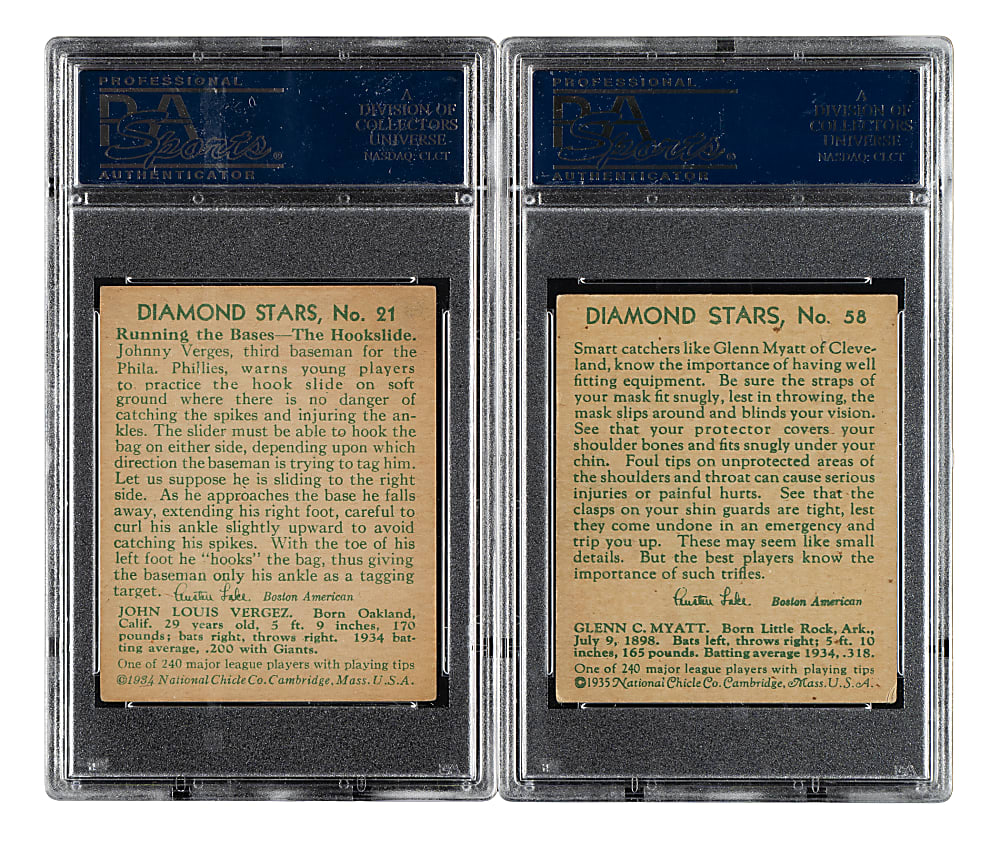 PROFESSIONAL
PSA
Sports®
AUTHENTICATOR
A
DIVISION OF
COLLECTORS
UNIVERSE
NASDAQ: CLCT
DIAMOND STARS, No. 21
Running the Bases—The Hookslide.
Johnny Verges, third baseman for the
Phila. Phillies, warns young players
to practice the hook slide on soft
ground where there is no danger of
catching the spikes and injuring the an-
kles. The slider must be able to hook the
bag on either side, depending upon which
direction the baseman is trying to tag him.
Let us suppose he is sliding to the right
side. As he approaches the base he falls
away, extending his right foot, careful to
curl his ankle slightly upward to avoid
catching his spikes. With the toe of his
left foot he "hooks" the bag, thus giving
the baseman only his ankle as a tagging
target. Austen Lake Boston American
JOHN LOUIS VERGEZ. Born Oakland,
Calif. 29 years old, 5 ft. 9 inches, 170
pounds; bats right, throws right. 1934 bat-
ting average, .200 with Giants.
One of 240 major league players with playing tips
©1934 National Chicle Co. Cambridge, Mass. U.S.A.
PROFESSIONAL
PSA
Sports®
AUTHENTICATOR
A
DIVISION OF
COLLECTORS
UNIVERSE
NASDAQ: CLCT
DIAMOND STARS, No. 58
Smart catchers like Glenn Myatt of Cleve-
land, know the importance of having well
fitting equipment. Be sure the straps of
your mask fit snugly, lest in throwing, the
mask slips around and blinds your vision.
See that your protector covers your
shoulder bones and fits snugly under your
chin. Foul tips on unprotected areas of
the shoulders and throat can cause serious
injuries or painful hurts. See that the
clasps on your shin guards are tight, lest
they come undone in an emergency and
trip you up. These may seem like small
details. But the best players know the
importance of such trifles.
Austen Lake Boston American
GLENN C. MYATT. Born Little Rock, Ark.,
July 9, 1898. Bats left, throws right; 5 ft. 10
inches, 165 pounds. Batting average 1934, .318.
One of 240 major league players with playing tips
©1935 National Chicle Co. Cambridge, Mass. U.S.A.